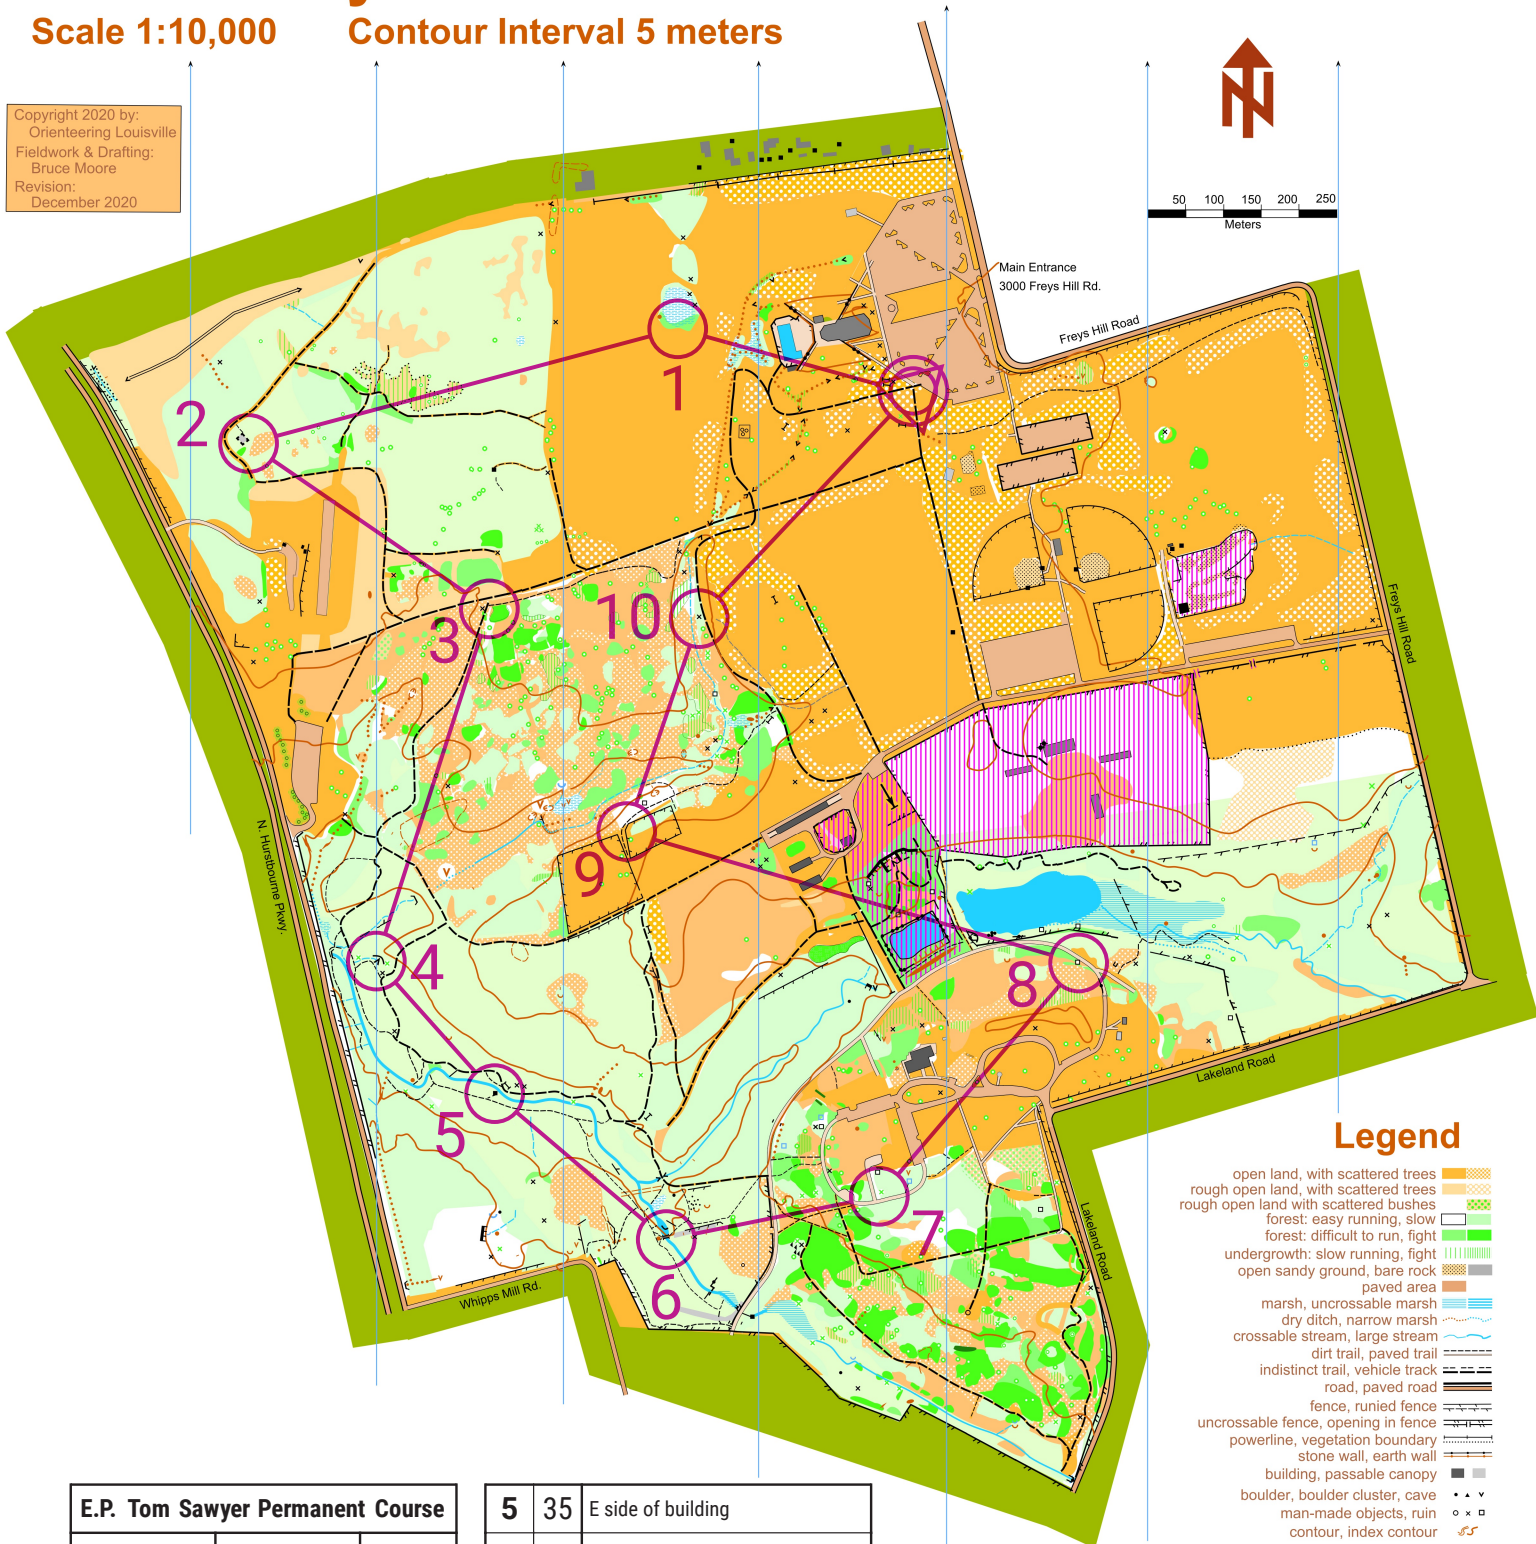 Scale 1:10,000 Contour Interval 5 meters
Copyright 2020 by:
Orienteering Louisville
Fieldwork & Drafting:
Bruce Moore
Revision:
December 2020
N
50 100 150 200 250
Meters
Main Entrance
3000 Freys Hill Rd.
Freys Hill Road
1
2
3
10
Freys Hill Road
N. Hurstbourne Pkwy.
9
4
8
5
Lakeland Road
7
6
Lakeland Road
Whipps Mill Rd.
Legend
open land, with scattered trees
rough open land, with scattered trees
rough open land with scattered bushes
forest: easy running, slow
forest: difficult to run, fight
undergrowth: slow running, fight
open sandy ground, bare rock
paved area
marsh, uncrossable marsh
dry ditch, narrow marsh
crossable stream, large stream
dirt trail, paved trail
indistinct trail, vehicle track
road, paved road
fence, runied fence
uncrossable fence, opening in fence
powerline, vegetation boundary
stone wall, earth wall
building, passable canopy
boulder, boulder cluster, cave
man-made objects, ruin
contour, index contour
E.P. Tom Sawyer Permanent Course
5 35 E side of building